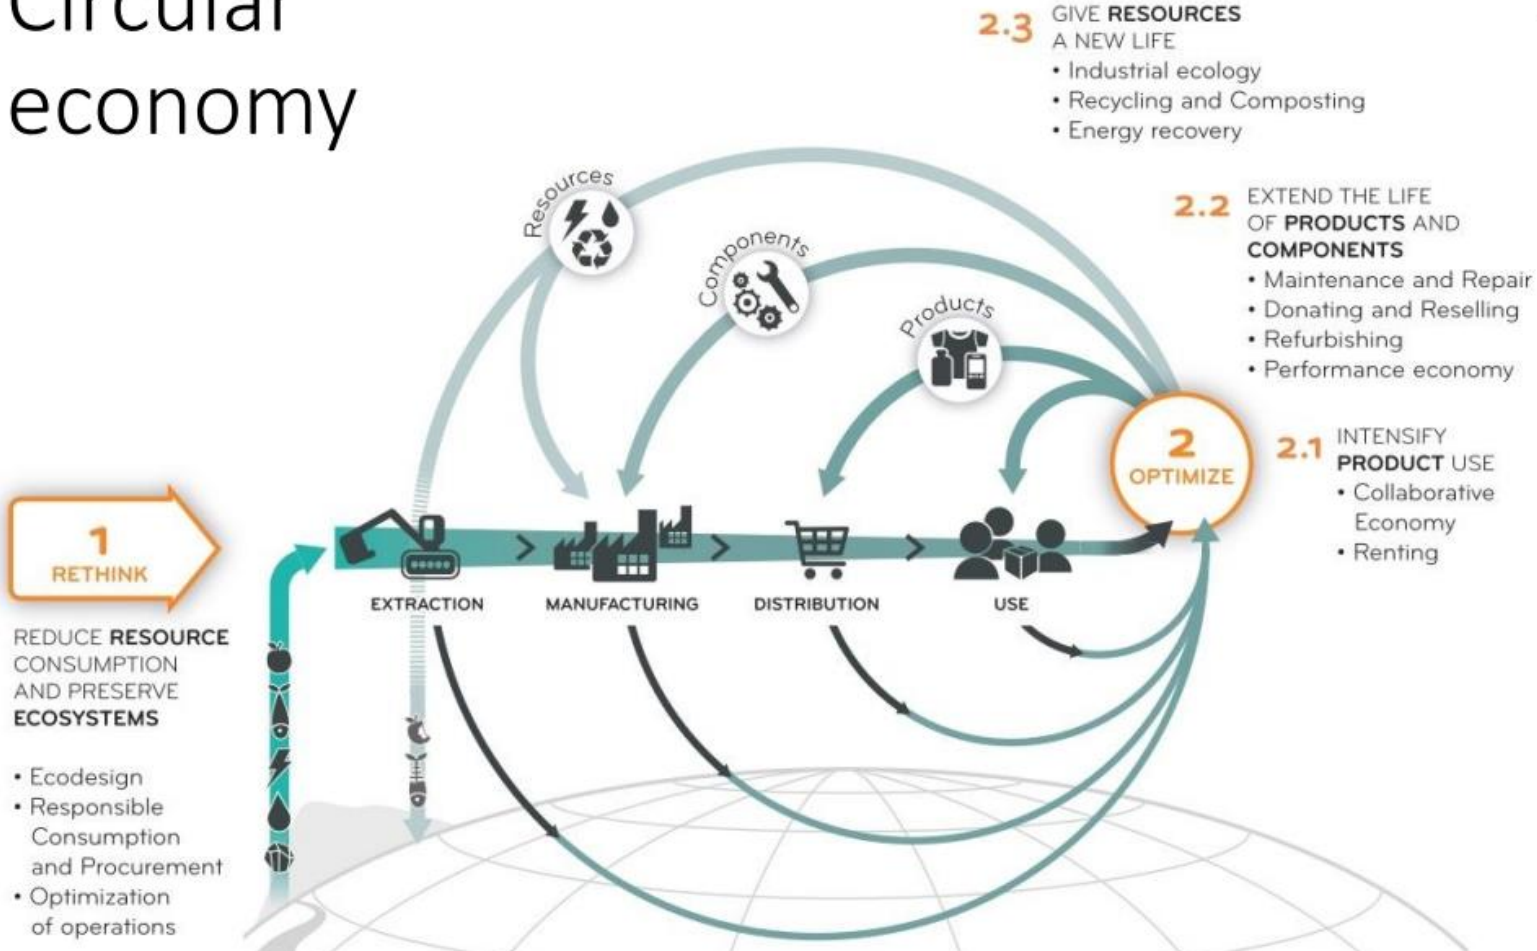 Circular
economy
2.3 GIVE RESOURCES
A NEW LIFE
• Industrial ecology
• Recycling and Composting
• Energy recovery
2.2 EXTEND THE LIFE
OF PRODUCTS AND
COMPONENTS
• Maintenance and Repair
• Donating and Reselling
• Refurbishing
• Performance economy
Resources
Components
Products
2
OPTIMIZE
2.1 INTENSIFY
PRODUCT USE
• Collaborative
Economy
• Renting
1
RETHINK
EXTRACTION
MANUFACTURING
DISTRIBUTION
USE
REDUCE RESOURCE
CONSUMPTION
AND PRESERVE
ECOSYSTEMS
• Ecodesign
• Responsible
Consumption
and Procurement
• Optimization
of operations